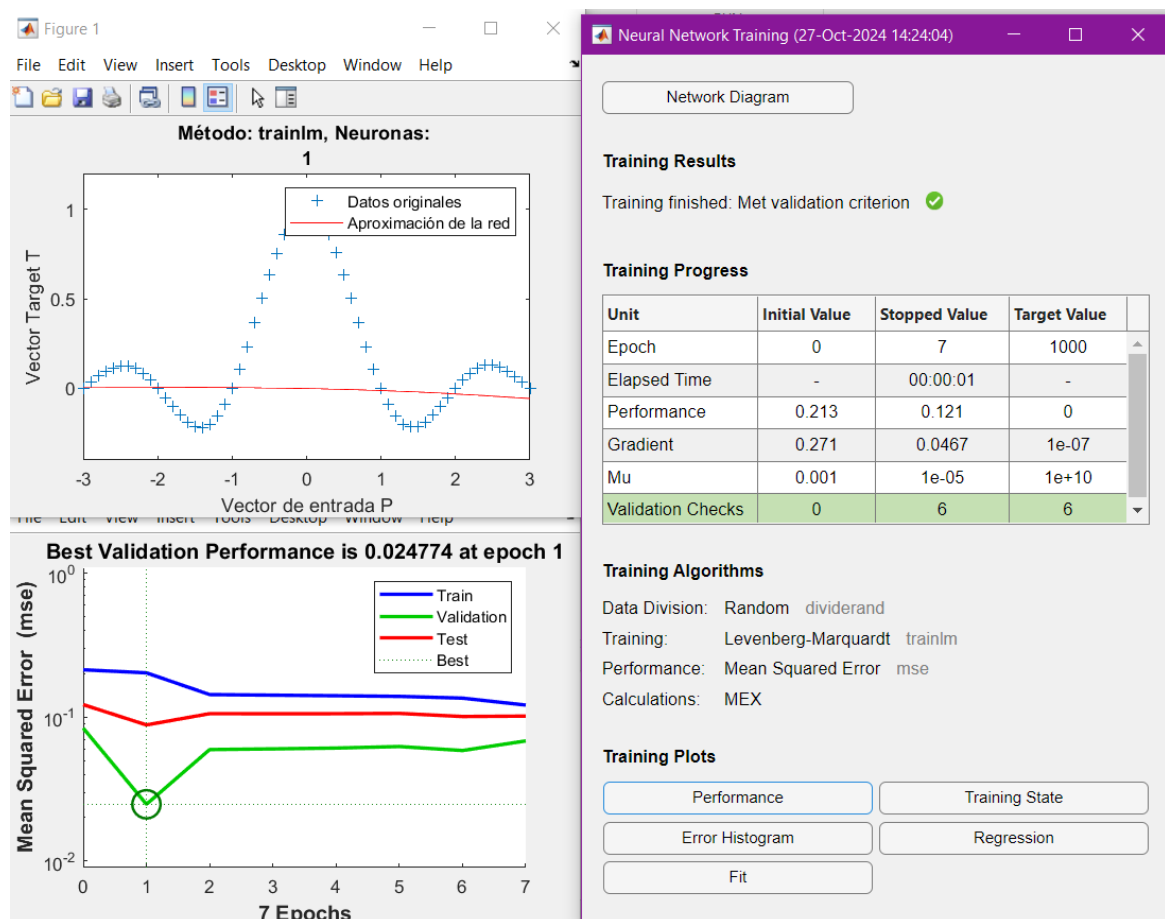 Figure 1
File Edit View Insert Tools Desktop Window Help
Método: trainlm, Neuronas:
1
Datos originales
Aproximación de la red
Vector Target T
1
0.5
0
-3 -2 -1 0 1 2 3
Vector de entrada P
File Edit View Insert Tools Desktop Window Help
Best Validation Performance is 0.024774 at epoch 1
Mean Squared Error (mse)
10^0
10^-1
10^-2
Train
Validation
Test
Best
0 1 2 3 4 5 6 7
7 Epochs
Neural Network Training (27-Oct-2024 14:24:04)
Network Diagram
Training Results
Training finished: Met validation criterion
Training Progress
Unit Initial Value Stopped Value Target Value
Epoch 0 7 1000
Elapsed Time - 00:00:01 -
Performance 0.213 0.121 0
Gradient 0.271 0.0467 1e-07
Mu 0.001 1e-05 1e+10
Validation Checks 0 6 6
Training Algorithms
Data Division: Random dividerand
Training: Levenberg-Marquardt trainlm
Performance: Mean Squared Error mse
Calculations: MEX
Training Plots
Performance Training State
Error Histogram Regression
Fit